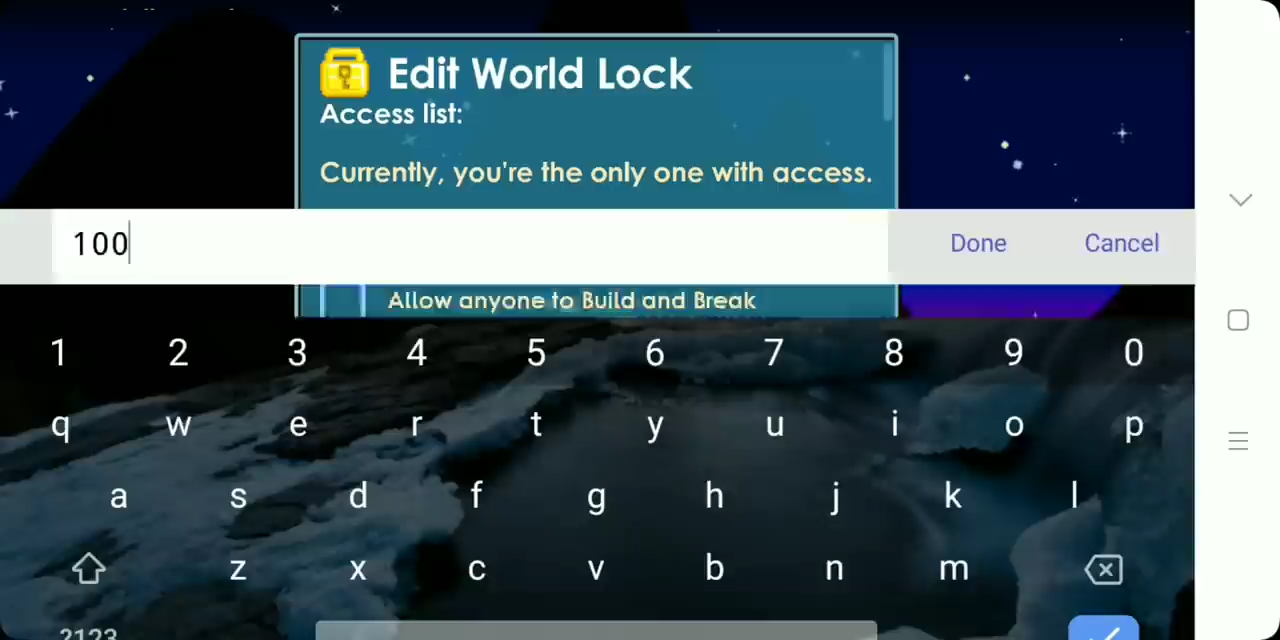 Edit World Lock
Access list:
Currently, you're the only one with access.
100
Done
Cancel
Allow anyone to Build and Break
1 2 3 4 5 6 7 8 9 0
q w e r t y u i o p
a s d f g h j k l
z x c v b n m
?123